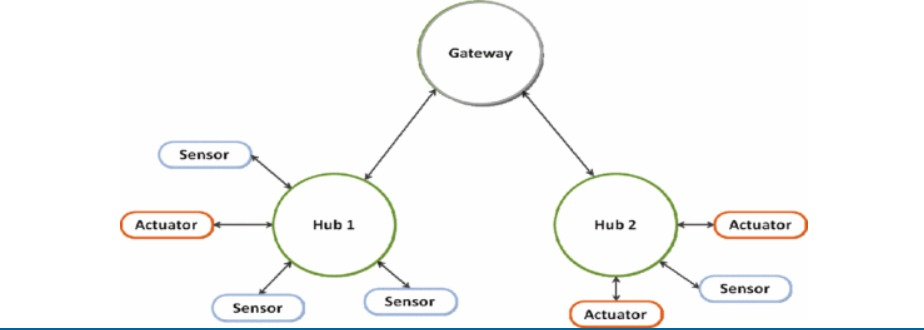 Gateway
Sensor
Actuator
Hub 1
Hub 2
Actuator
Sensor
Sensor
Sensor
Actuator